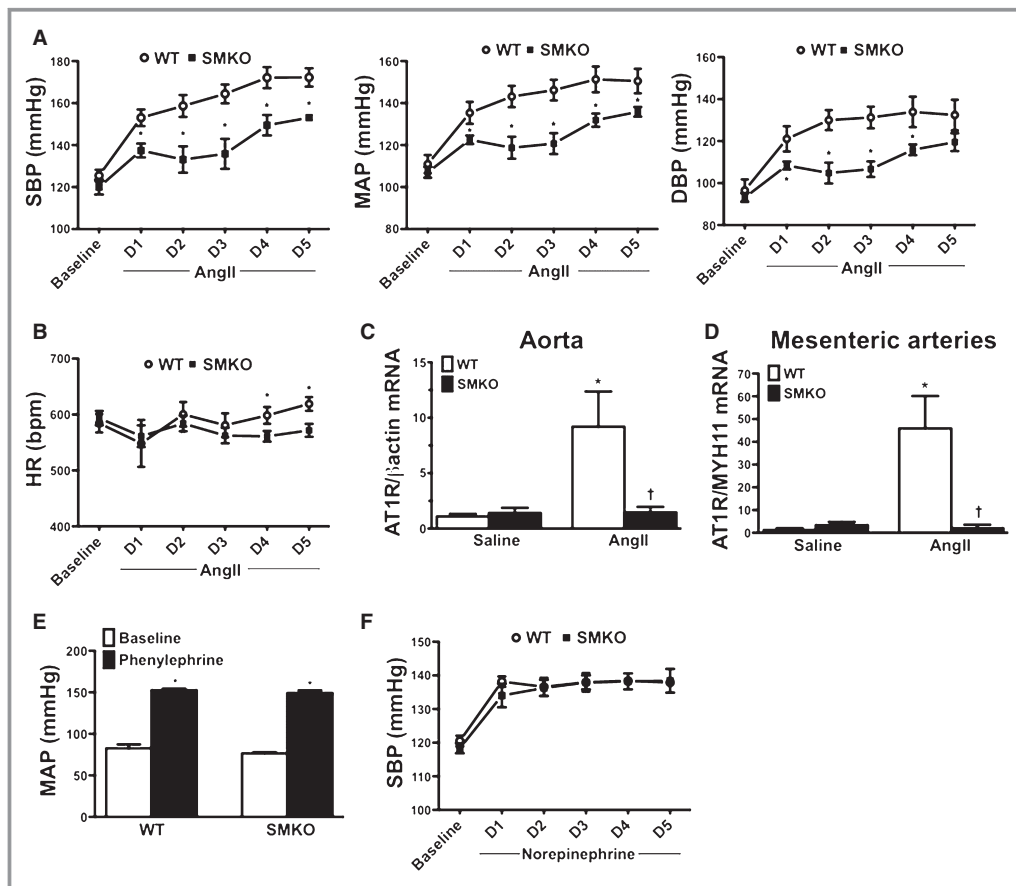 A
WT SMKO
SBP (mmHg)
180
160
140
120
100
Baseline D1 D2 D3 D4 D5
AngII
WT SMKO
MAP (mmHg)
180
160
140
120
100
80
Baseline D1 D2 D3 D4 D5
AngII
WT SMKO
DBP (mmHg)
160
140
120
100
80
Baseline D1 D2 D3 D4 D5
AngII
B
WT SMKO
HR (bpm)
700
600
500
400
Baseline D1 D2 D3 D4 D5
AngII
C
Aorta
WT
SMKO
AT1R/βactin mRNA
15
10
5
0
*
†
Saline AngII
D
Mesenteric arteries
WT
SMKO
AT1R/MYH11 mRNA
70
60
50
40
30
20
10
0
*
†
Saline AngII
E
Baseline
Phenylephrine
MAP (mmHg)
200
150
100
50
0
* *
WT SMKO
F
WT SMKO
SBP (mmHg)
150
140
130
120
110
100
Baseline D1 D2 D3 D4 D5
Norepinephrine